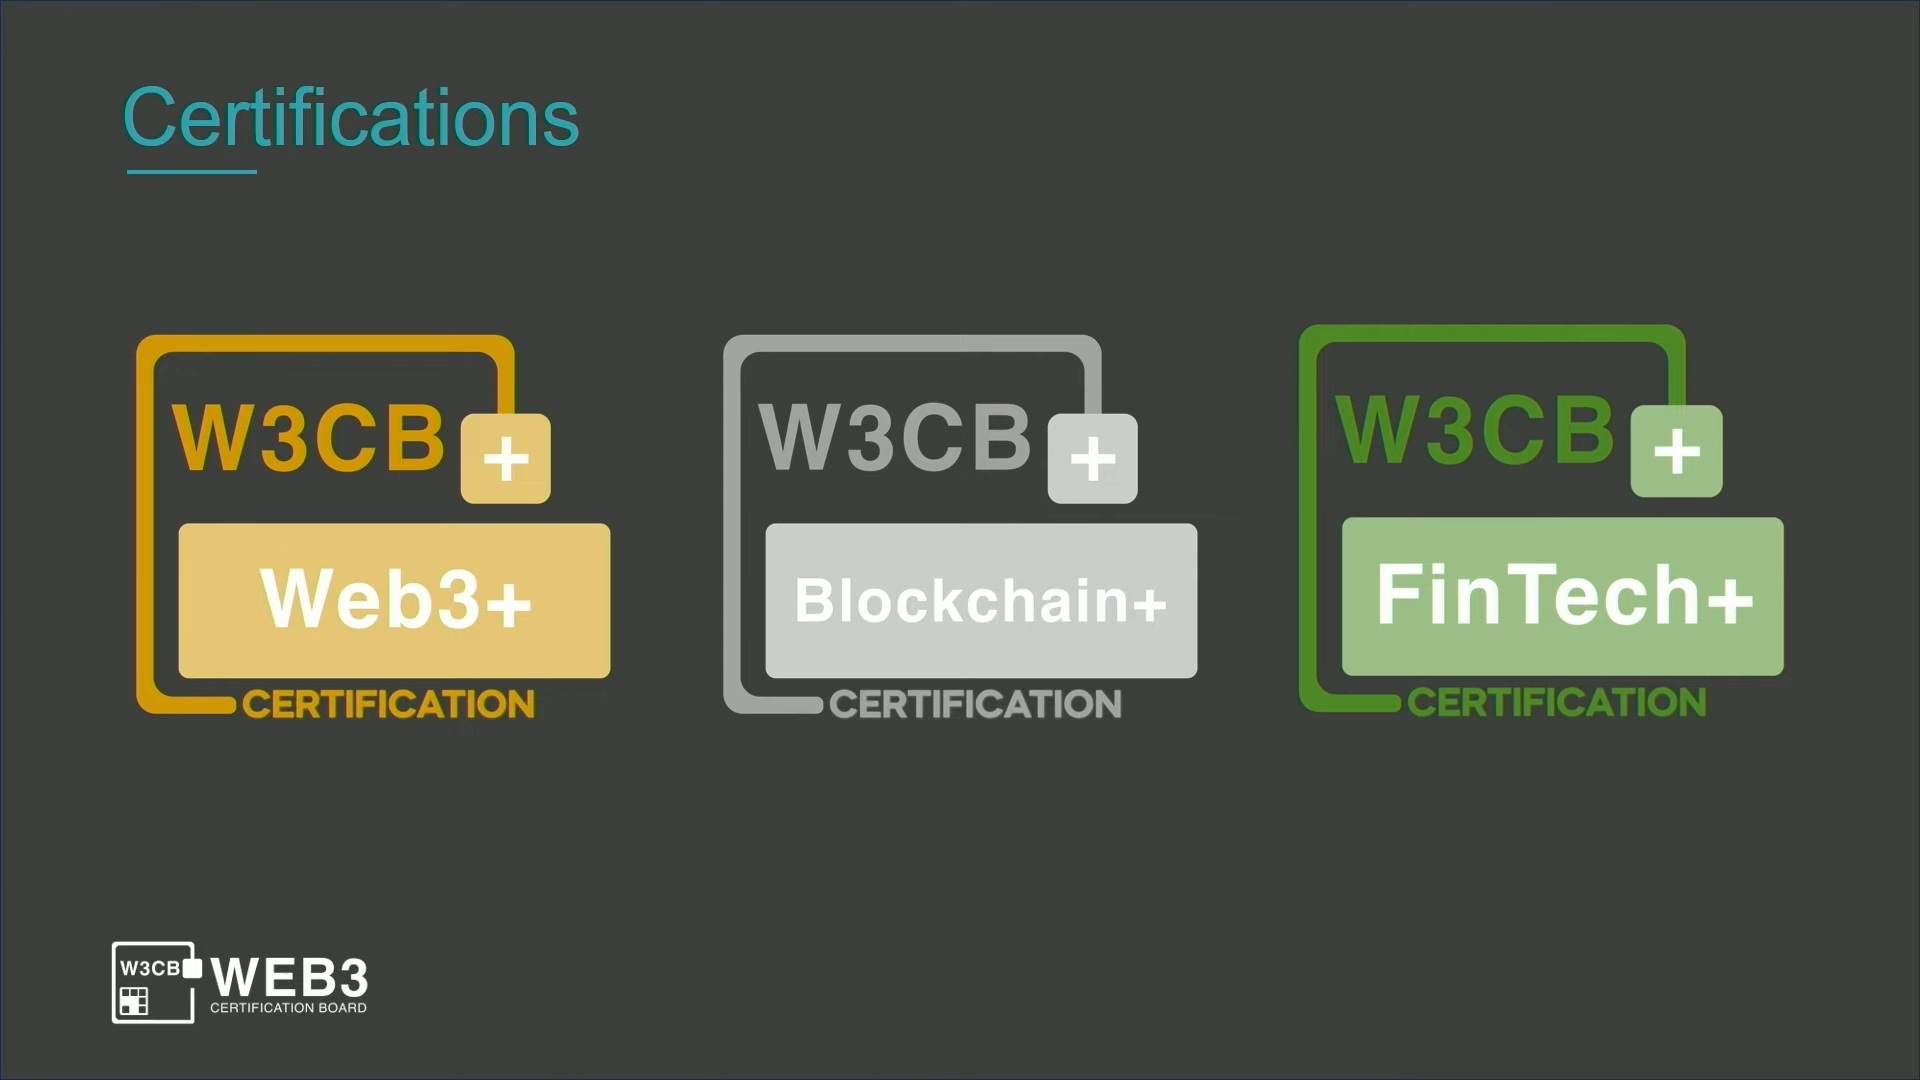 Certifications
W3CB +
Web3+
CERTIFICATION
W3CB +
Blockchain+
CERTIFICATION
W3CB +
FinTech+
CERTIFICATION
W3CB
WEB3
CERTIFICATION BOARD